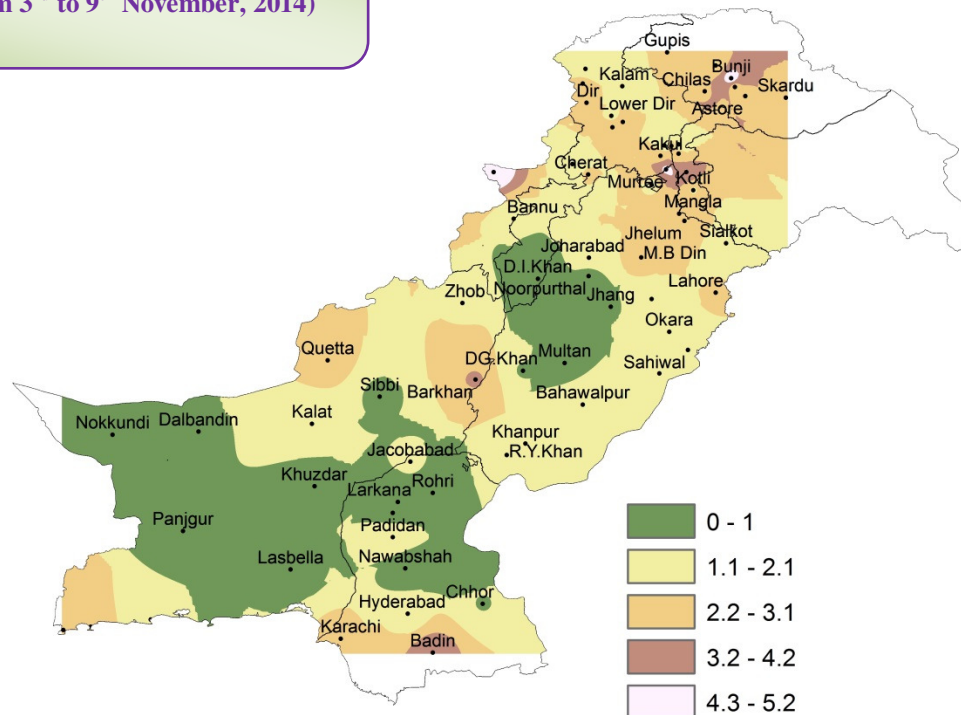 3 to 9 November, 2014)
Gupis
Kalam
Chilas
Bunji
Skardu
Dir
Lower Dir
Astore
Kakul
Cherat
Murree
Kotli
Mangla
Bannu
Sialkot
Jhelum
Joharabad
M.B Din
D.I.Khan
Lahore
Zhob
Noorpurthal
Jhang
Okara
Quetta
DG.Khan
Multan
Sahiwal
Sibbi
Barkhan
Bahawalpur
Nokkundi
Dalbandin
Kalat
Khanpur
Jacobabad
R.Y.Khan
Khuzdar
Rohri
Larkana
Panjgur
Padidan
Lasbella
Nawabshah
Chhor
Hyderabad
Karachi
Badin
0 - 1
1.1 - 2.1
2.2 - 3.1
3.2 - 4.2
4.3 - 5.2